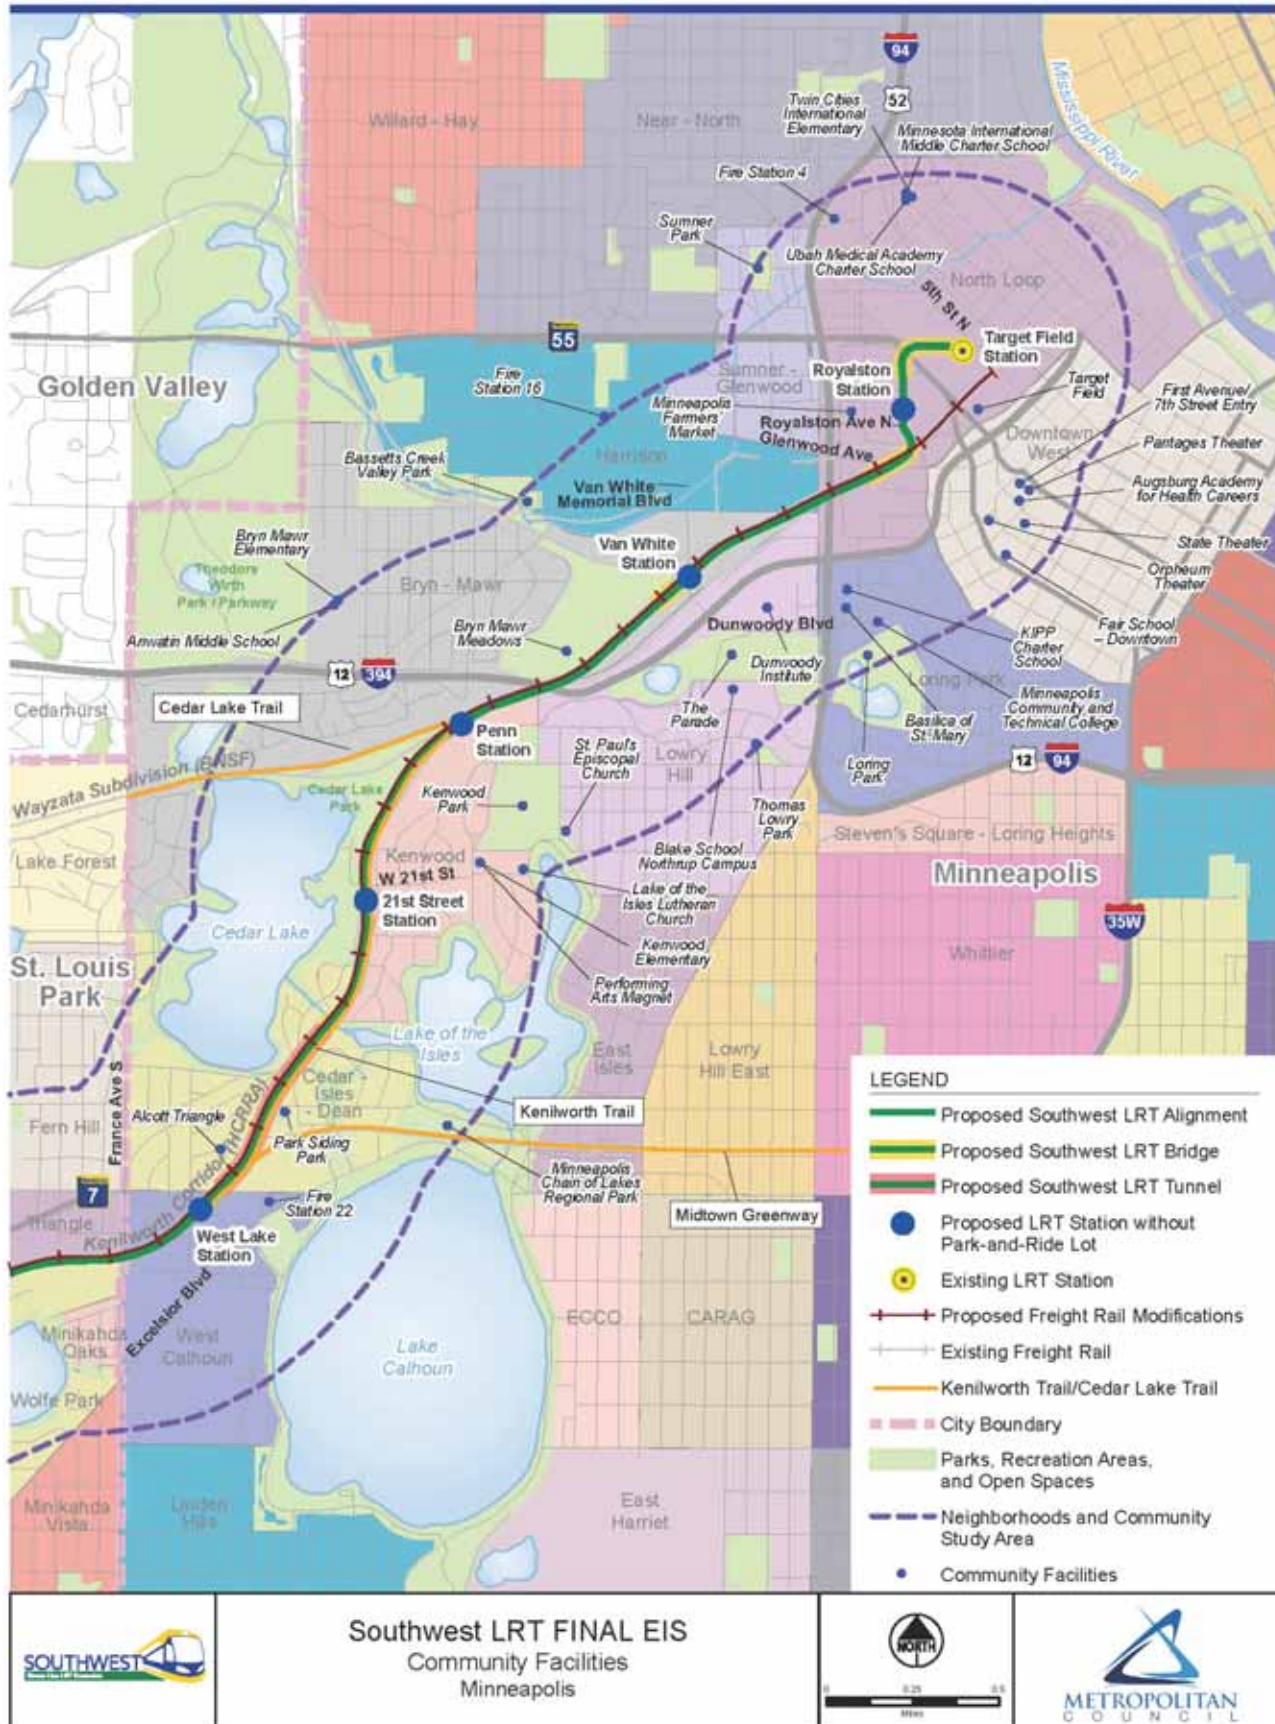 94
52
Mississippi River
Willard - Hay
Near - North
Twin Cities
International
Elementary
Minnesota International
Middle Charter School
Fire Station 4
Sumner
Park
Ubah Medical Academy
Charter School
North Loop
5th St N
55
Target Field
Station
Golden Valley
Fire
Station 16
Sumner -
Glenwood
Royalston
Station
Target
Field
First Avenue/
7th Street Entry
Minneapolis
Farmers'
Market
Royalston Ave N
Glenwood Ave
Downtown
West
Pantages Theater
Bassetts Creek
Valley Park
Harrison
Van White
Memorial Blvd
Augsburg Academy
for Health Careers
Bryn Mawr
Elementary
Van White
Station
State Theater
Orpheum
Theater
Theodore
Wirth
Park / Parkway
Bryn - Mawr
Anwatin Middle School
Bryn Mawr
Meadows
Dunwoody Blvd
Fair School
– Downtown
KIPP
Charter
School
12
394
Dunwoody
Institute
Loring Park
Cedarhurst
Cedar Lake Trail
Penn
Station
The
Parade
Basilica of
St. Mary
Minneapolis
Community and
Technical College
St. Paul's
Episcopal
Church
Lowry
Hill
Loring
Park
12
94
Wayzata Subdivision (BNSF)
Cedar Lake
Park
Kenwood
Park
Thomas
Lowry
Park
Steven's Square - Loring Heights
Lake Forest
Kenwood
W 21st St
Blake School
Northrup Campus
Minneapolis
21st Street
Station
Lake of the
Isles Lutheran
Church
35W
Cedar Lake
Kenwood
Elementary
Whittier
St. Louis
Park
Performing
Arts Magnet
Lake of the
Isles
East
Isles
Lowry
Hill East
France Ave S
Cedar -
Isles
- Dean
Fern Hill
Alcott Triangle
Kenilworth Trail
Park Siding
Park
Kenilworth Corridor (HCRRA)
7
Minneapolis
Chain of Lakes
Regional Park
Triangle
Fire
Station 22
Midtown Greenway
West Lake
Station
Excelsior Blvd
Minikahda
Oaks
West
Calhoun
Lake
Calhoun
ECCO
CARAG
Wolfe Park
Minikahda
Vista
Linden
Hills
East
Harriet
LEGEND
Proposed Southwest LRT Alignment
Proposed Southwest LRT Bridge
Proposed Southwest LRT Tunnel
Proposed LRT Station without
Park-and-Ride Lot
Existing LRT Station
Proposed Freight Rail Modifications
Existing Freight Rail
Kenilworth Trail/Cedar Lake Trail
City Boundary
Parks, Recreation Areas,
and Open Spaces
Neighborhoods and Community
Study Area
Community Facilities
SOUTHWEST
Southwest LRT FINAL EIS
Community Facilities
Minneapolis
NORTH
0 0.25 0.5
Miles
METROPOLITAN
COUNCIL